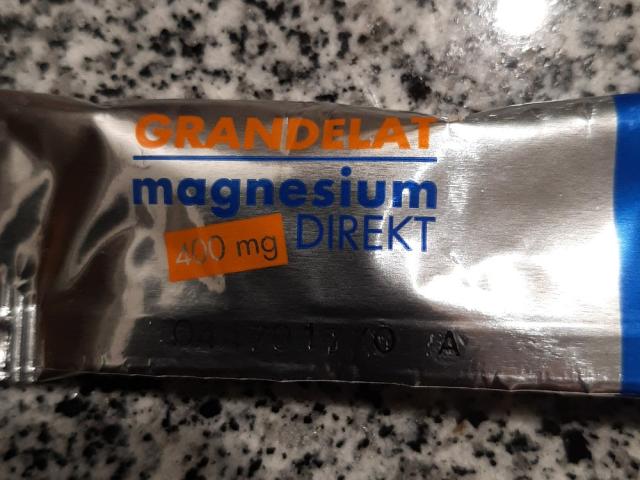 GRANDELAT
magnesium
400 mg DIREKT
A